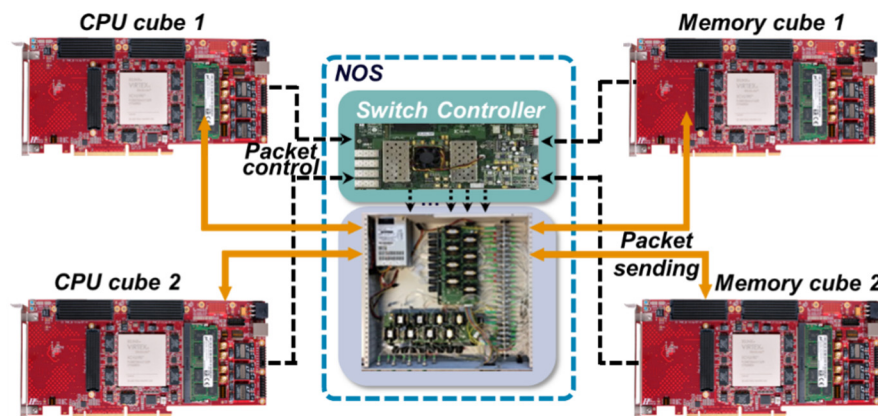 CPU cube 1
Memory cube 1
NOS
Switch Controller
Packet
control
...
Packet
sending
CPU cube 2
Memory cube 2